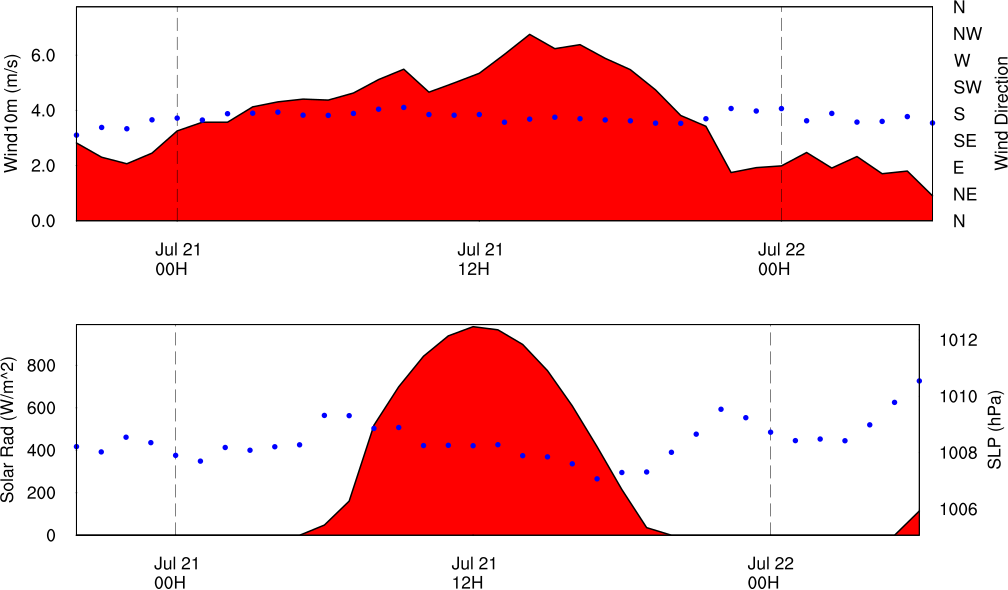 Wind10m (m/s)
6.0
4.0
2.0
0.0
N
NW
W
SW
S
SE
E
NE
N
Wind Direction
Jul 21
00H
Jul 21
12H
Jul 22
00H
Solar Rad (W/m^2)
800
600
400
200
0
1012
1010
1008
1006
SLP (hPa)
Jul 21
00H
Jul 21
12H
Jul 22
00H